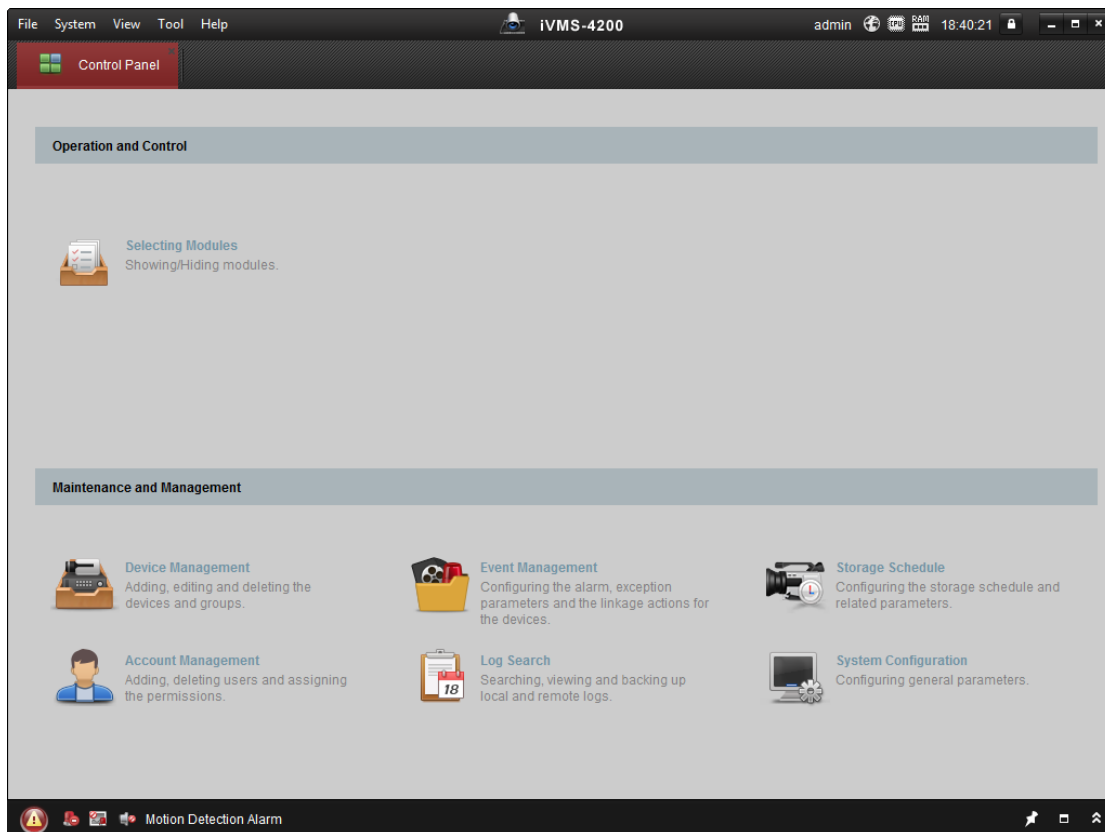 File System View Tool Help iVMS-4200 admin CPU RAM 18:40:21
Control Panel
Operation and Control
Selecting Modules
Showing/Hiding modules.
Maintenance and Management
Device Management
Adding, editing and deleting the
devices and groups.
Event Management
Configuring the alarm, exception
parameters and the linkage actions for
the devices.
Storage Schedule
Configuring the storage schedule and
related parameters.
Account Management
Adding, deleting users and assigning
the permissions.
18
Log Search
Searching, viewing and backing up
local and remote logs.
System Configuration
Configuring general parameters.
Motion Detection Alarm